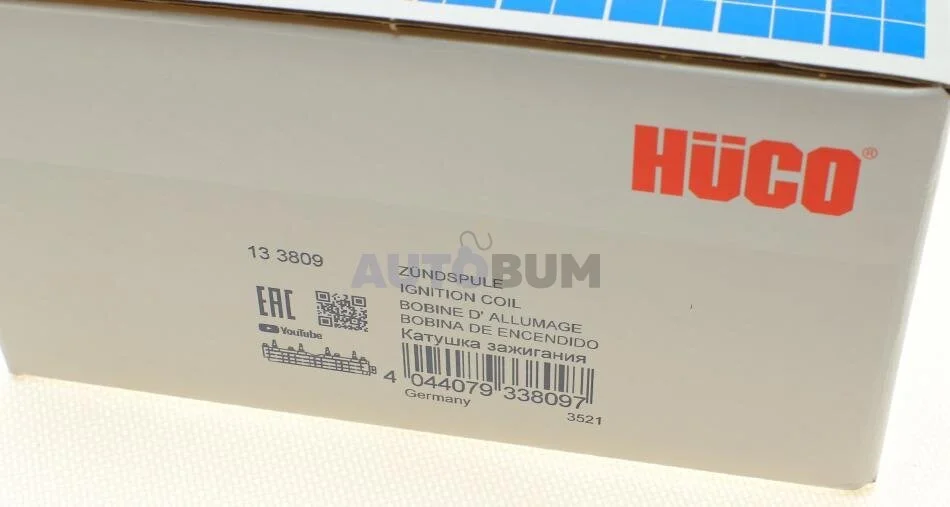 HÜCO®
13 3809
AUTOBUM
ZÜNDSPULE
IGNITION COIL
BOBINE D' ALLUMAGE
BOBINA DE ENCENDIDO
Катушка зажигания
EAC
YouTube
4 044079 338097
Germany
3521